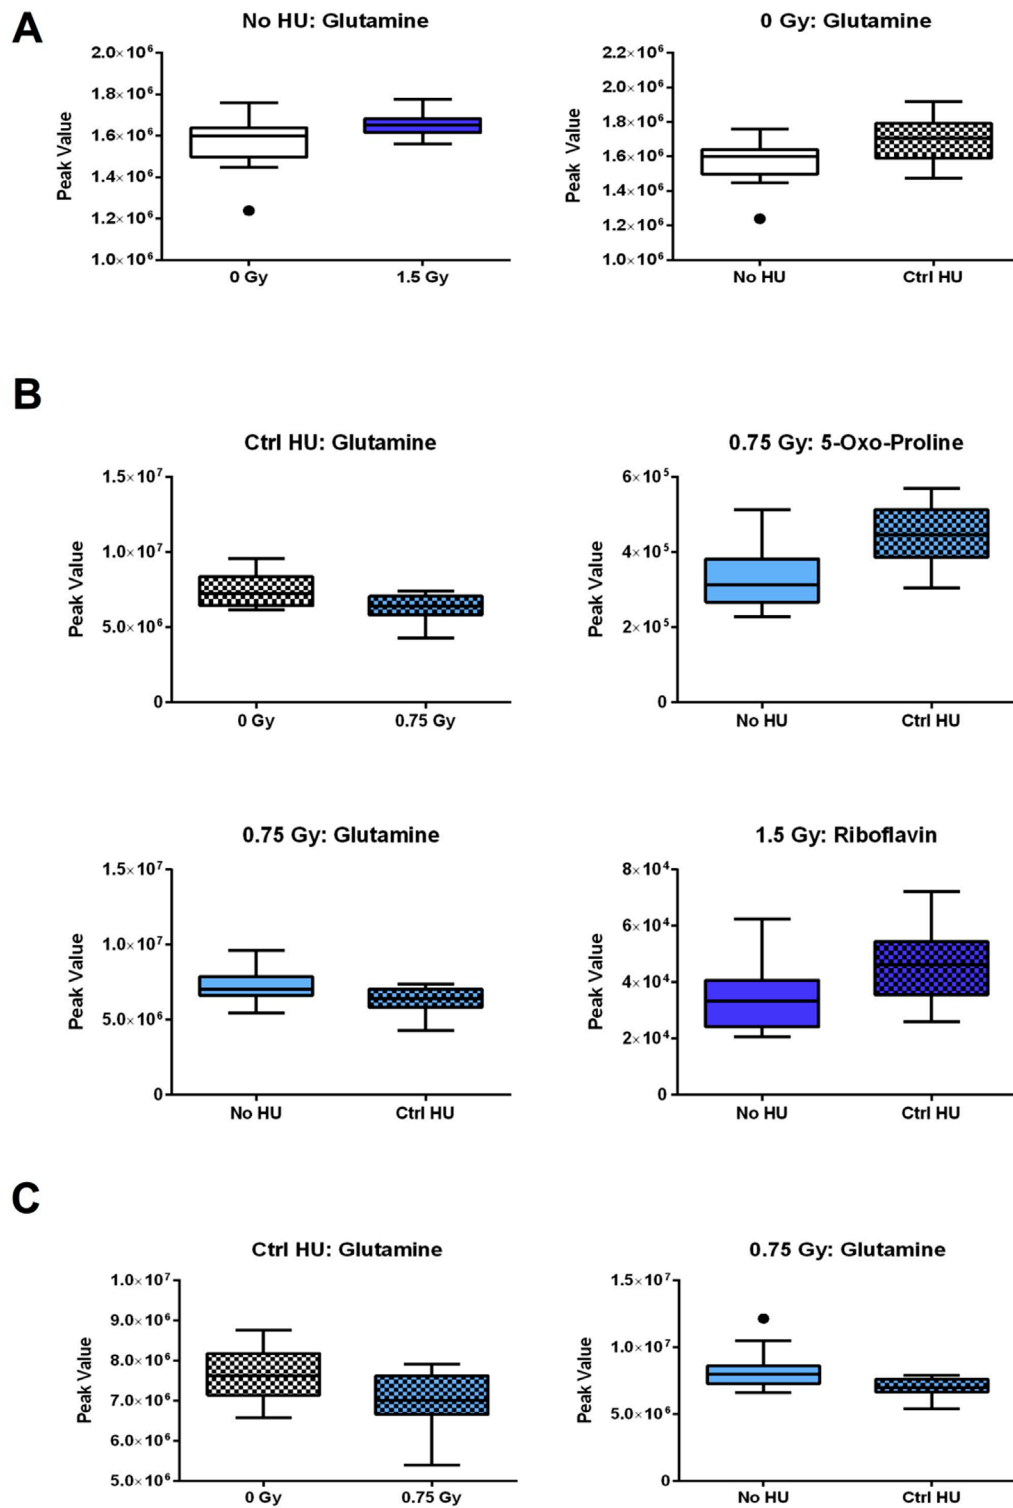 A
No HU: Glutamine
0 Gy: Glutamine
2.0×10⁶
1.8×10⁶
1.6×10⁶
1.4×10⁶
1.2×10⁶
1.0×10⁶
Peak Value
0 Gy
1.5 Gy
2.2×10⁶
2.0×10⁶
1.8×10⁶
1.6×10⁶
1.4×10⁶
1.2×10⁶
1.0×10⁶
Peak Value
No HU
Ctrl HU
B
Ctrl HU: Glutamine
0.75 Gy: 5-Oxo-Proline
1.5×10⁷
1.0×10⁷
5.0×10⁶
0
Peak Value
0 Gy
0.75 Gy
6×10⁵
4×10⁵
2×10⁵
0
Peak Value
No HU
Ctrl HU
0.75 Gy: Glutamine
1.5 Gy: Riboflavin
1.5×10⁷
1.0×10⁷
5.0×10⁶
0
Peak Value
No HU
Ctrl HU
8×10⁴
6×10⁴
4×10⁴
2×10⁴
0
Peak Value
No HU
Ctrl HU
C
Ctrl HU: Glutamine
0.75 Gy: Glutamine
1.0×10⁷
9.0×10⁶
8.0×10⁶
7.0×10⁶
6.0×10⁶
5.0×10⁶
Peak Value
0 Gy
0.75 Gy
1.5×10⁷
1.0×10⁷
5.0×10⁶
0
Peak Value
No HU
Ctrl HU